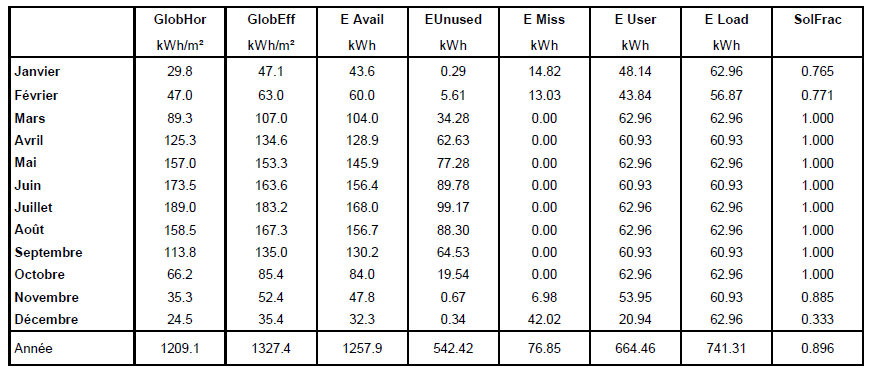 GlobHor GlobEff E Avail EUnused E Miss E User E Load SolFrac
kWh/m² kWh/m² kWh kWh kWh kWh kWh
Janvier 29.8 47.1 43.6 0.29 14.82 48.14 62.96 0.765
Février 47.0 63.0 60.0 5.61 13.03 43.84 56.87 0.771
Mars 89.3 107.0 104.0 34.28 0.00 62.96 62.96 1.000
Avril 125.3 134.6 128.9 62.63 0.00 60.93 60.93 1.000
Mai 157.0 153.3 145.9 77.28 0.00 62.96 62.96 1.000
Juin 173.5 163.6 156.4 89.78 0.00 60.93 60.93 1.000
Juillet 189.0 183.2 168.0 99.17 0.00 62.96 62.96 1.000
Août 158.5 167.3 156.7 88.30 0.00 62.96 62.96 1.000
Septembre 113.8 135.0 130.2 64.53 0.00 60.93 60.93 1.000
Octobre 66.2 85.4 84.0 19.54 0.00 62.96 62.96 1.000
Novembre 35.3 52.4 47.8 0.67 6.98 53.95 60.93 0.885
Décembre 24.5 35.4 32.3 0.34 42.02 20.94 62.96 0.333
Année 1209.1 1327.4 1257.9 542.42 76.85 664.46 741.31 0.896